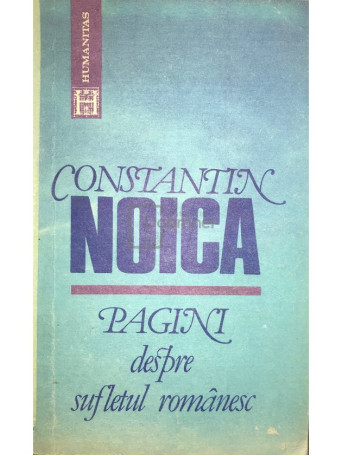 HUMANITAS
CONSTANTIN
NOICA
PAGINI
despre
sufletul românesc